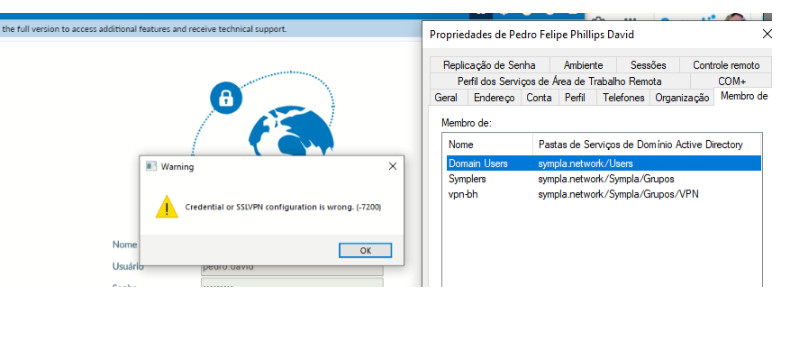 the full version to access additional features and receive technical support.
Warning
Credential or SSLVPN configuration is wrong. (-7200)
OK
Nome
Usuário
pedro.david
Senha
Propriedades de Pedro Felipe Phillips David
Replicação de Senha Ambiente Sessões Controle remoto
Perfil dos Serviços de Área de Trabalho Remota COM+
Geral Endereço Conta Perfil Telefones Organização Membro de
Membro de:
Nome Pastas de Serviços de Domínio Active Directory
Domain Users sympla.network/Users
Symplers sympla.network/Sympla/Grupos
vpn-bh sympla.network/Sympla/Grupos/VPN